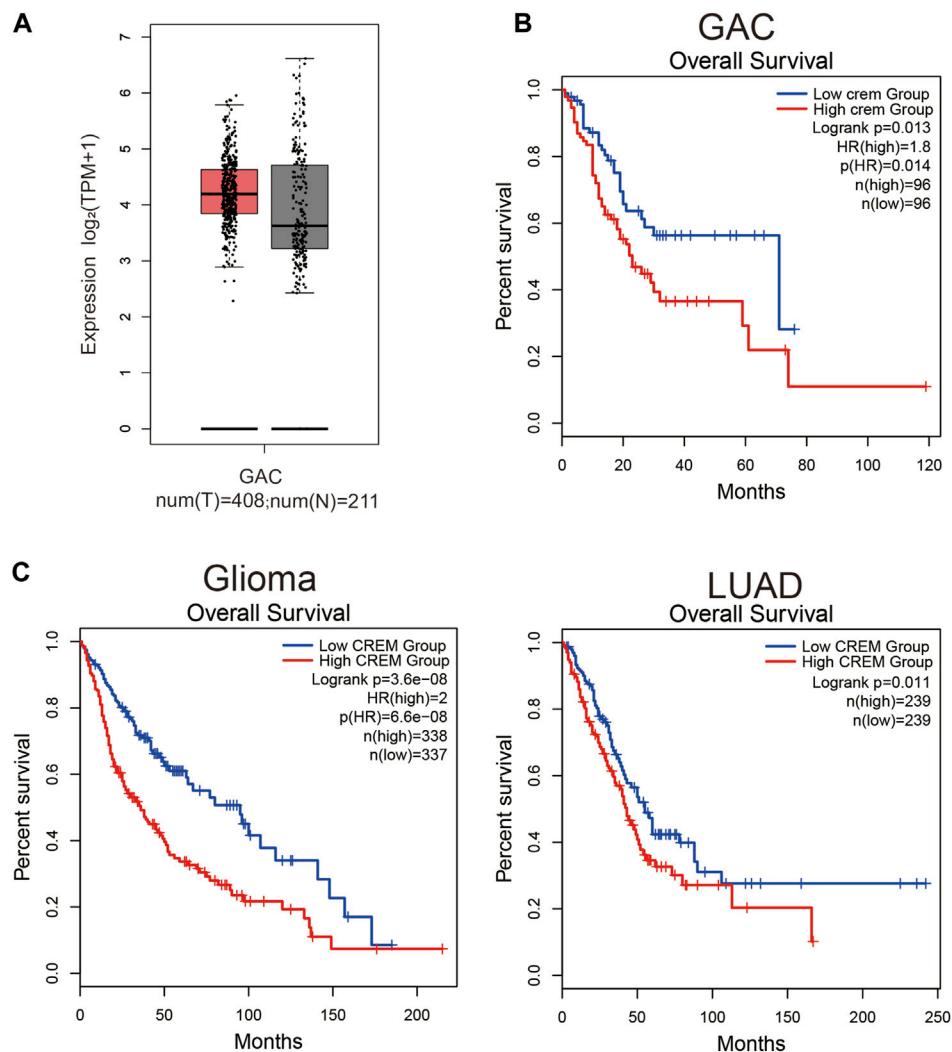 A
7
6
5
4
3
2
1
0
Expression log₂(TPM+1)
GAC
num(T)=408;num(N)=211
B
GAC
Overall Survival
Low crem Group
High crem Group
Logrank p=0.013
HR(high)=1.8
p(HR)=0.014
n(high)=96
n(low)=96
Percent survival
1.0
0.8
0.6
0.4
0.2
0.0
0 20 40 60 80 100 120
Months
C
Glioma
Overall Survival
Low CREM Group
High CREM Group
Logrank p=3.6e−08
HR(high)=2
p(HR)=6.6e−08
n(high)=338
n(low)=337
Percent survival
1.0
0.8
0.6
0.4
0.2
0.0
0 50 100 150 200
Months
LUAD
Overall Survival
Low CREM Group
High CREM Group
Logrank p=0.011
n(high)=239
n(low)=239
Percent survival
1.0
0.8
0.6
0.4
0.2
0.0
0 50 100 150 200 250
Months